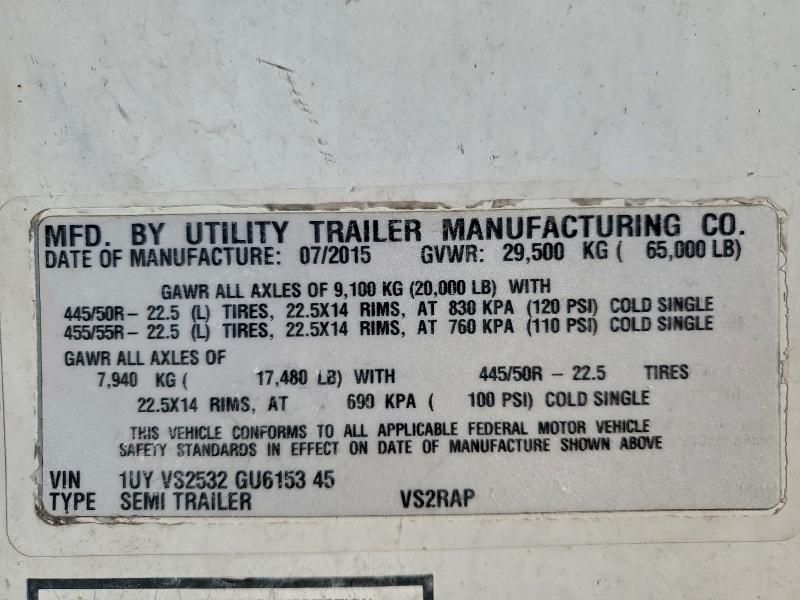 MFD. BY UTILITY TRAILER MANUFACTURING CO.
DATE OF MANUFACTURE: 07/2015 GVWR: 29,500 KG ( 65,000 LB)
GAWR ALL AXLES OF 9,100 KG (20,000 LB) WITH
445/50R- 22.5 (L) TIRES, 22.5X14 RIMS, AT 830 KPA (120 PSI) COLD SINGLE
455/55R- 22.5 (L) TIRES, 22.5X14 RIMS, AT 760 KPA (110 PSI) COLD SINGLE
GAWR ALL AXLES OF
7,940 KG ( 17,480 LB) WITH 445/50R - 22.5 TIRES
22.5X14 RIMS, AT 690 KPA ( 100 PSI) COLD SINGLE
THIS VEHICLE CONFORMS TO ALL APPLICABLE FEDERAL MOTOR VEHICLE
SAFETY STANDARDS IN EFFECT ON DATE OF MANUFACTURE SHOWN ABOVE
VIN 1UY VS2532 GU6153 45
TYPE SEMI TRAILER VS2RAP